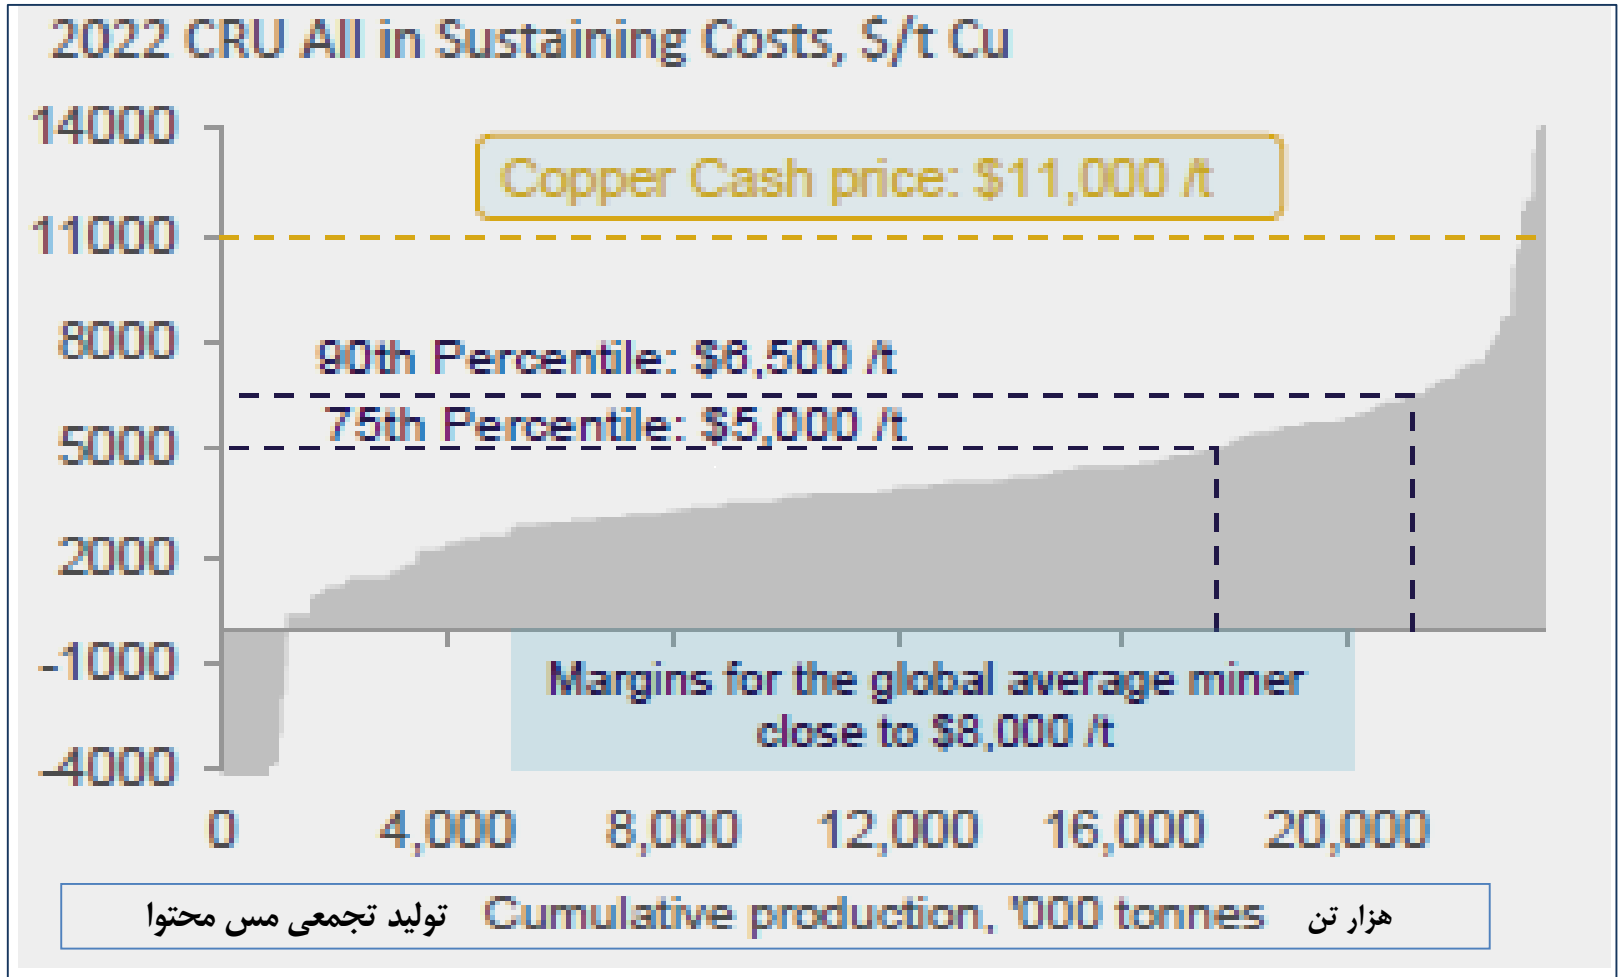 2022 CRU All in Sustaining Costs, $/t Cu
14000
Copper Cash price: $11,000 /t
11000
8000
90th Percentile: $6,500 /t
75th Percentile: $5,000 /t
5000
2000
-1000
Margins for the global average miner
close to $8,000 /t
-4000
0 4,000 8,000 12,000 16,000 20,000
تولید تجمعی مس محتوا Cumulative production, '000 tonnes هزار تن